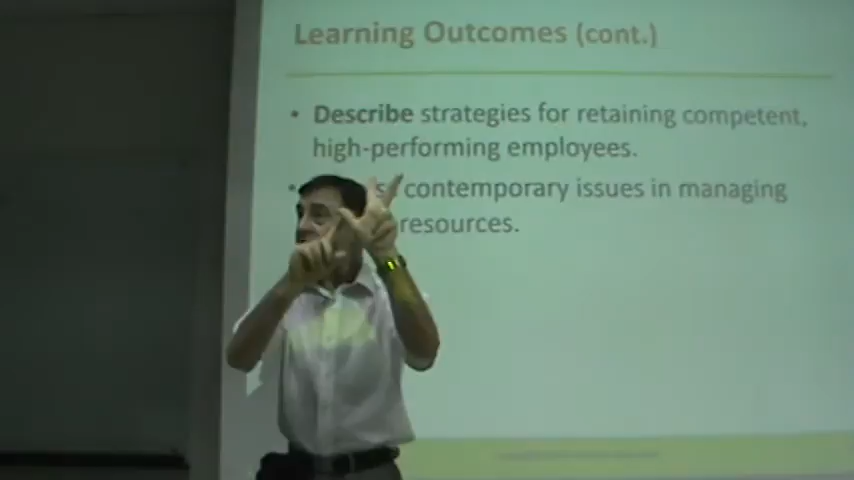 Learning Outcomes (cont.)
• Describe strategies for retaining competent,
high-performing employees.
• contemporary issues in managing
resources.